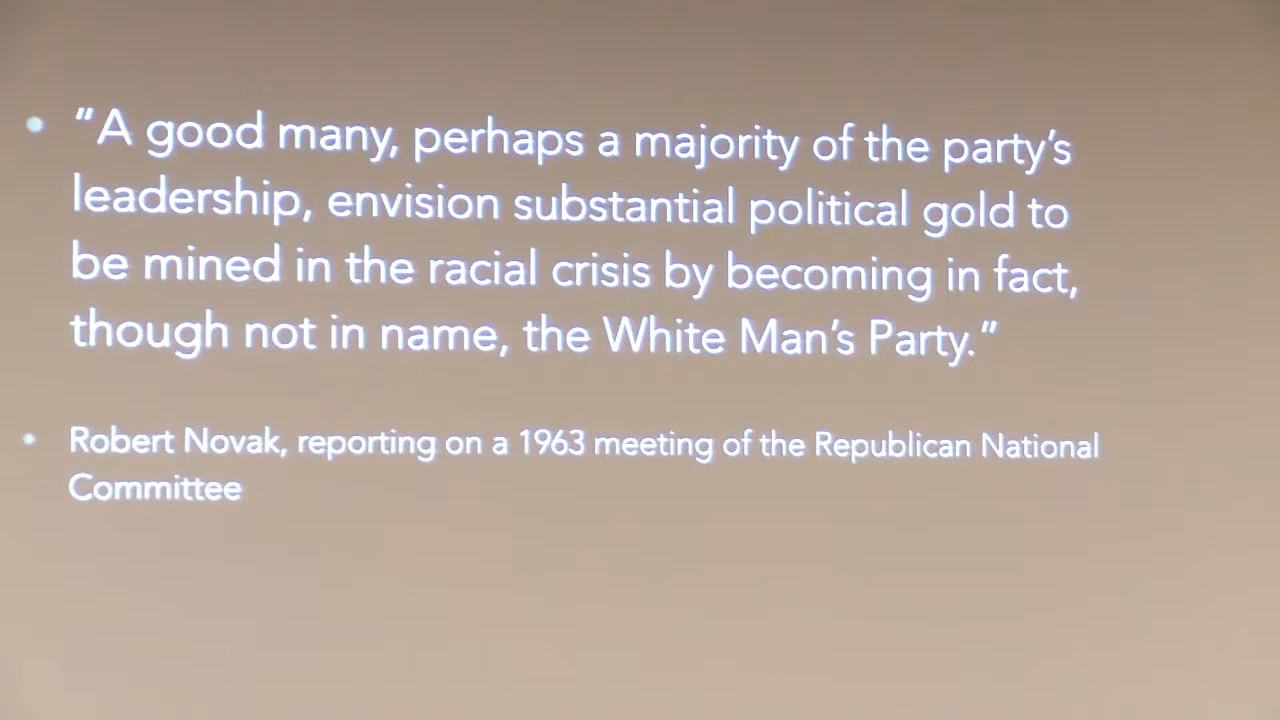 • “A good many, perhaps a majority of the party’s
leadership, envision substantial political gold to
be mined in the racial crisis by becoming in fact,
though not in name, the White Man’s Party.”
• Robert Novak, reporting on a 1963 meeting of the Republican National
Committee